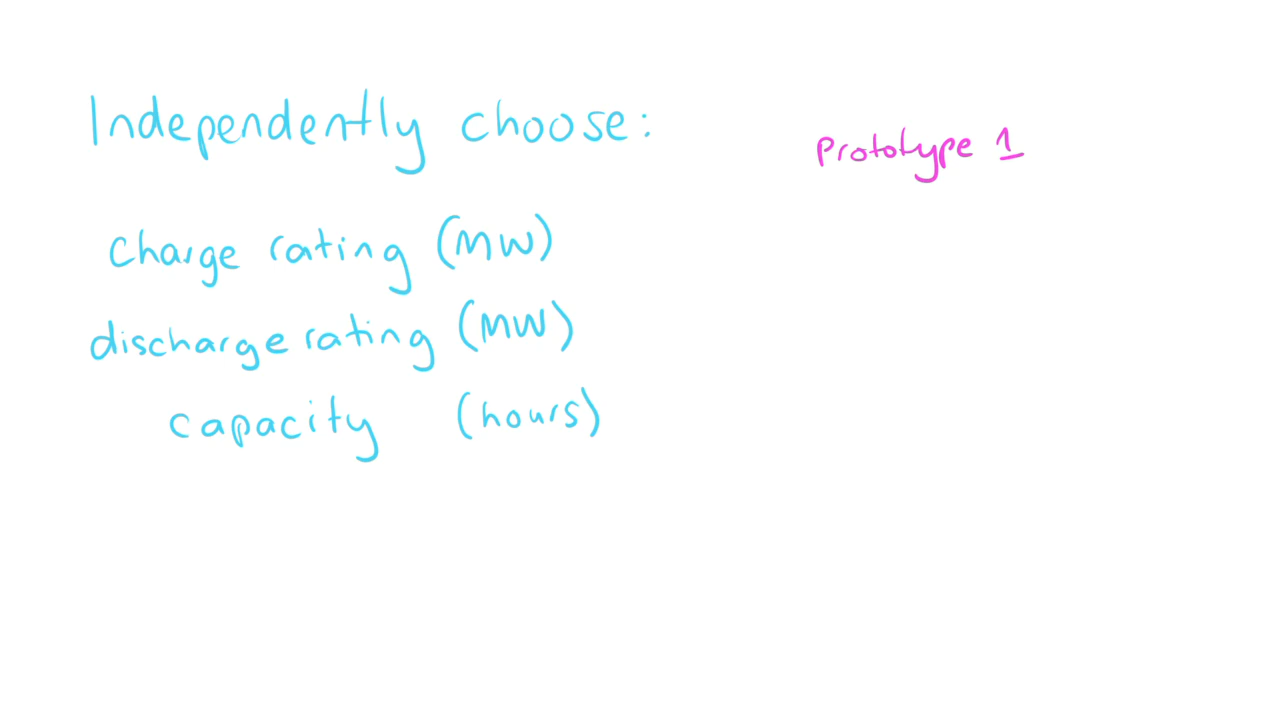 Independently choose:
Prototype 1
charge rating (MW)
discharge rating (MW)
capacity (hours)